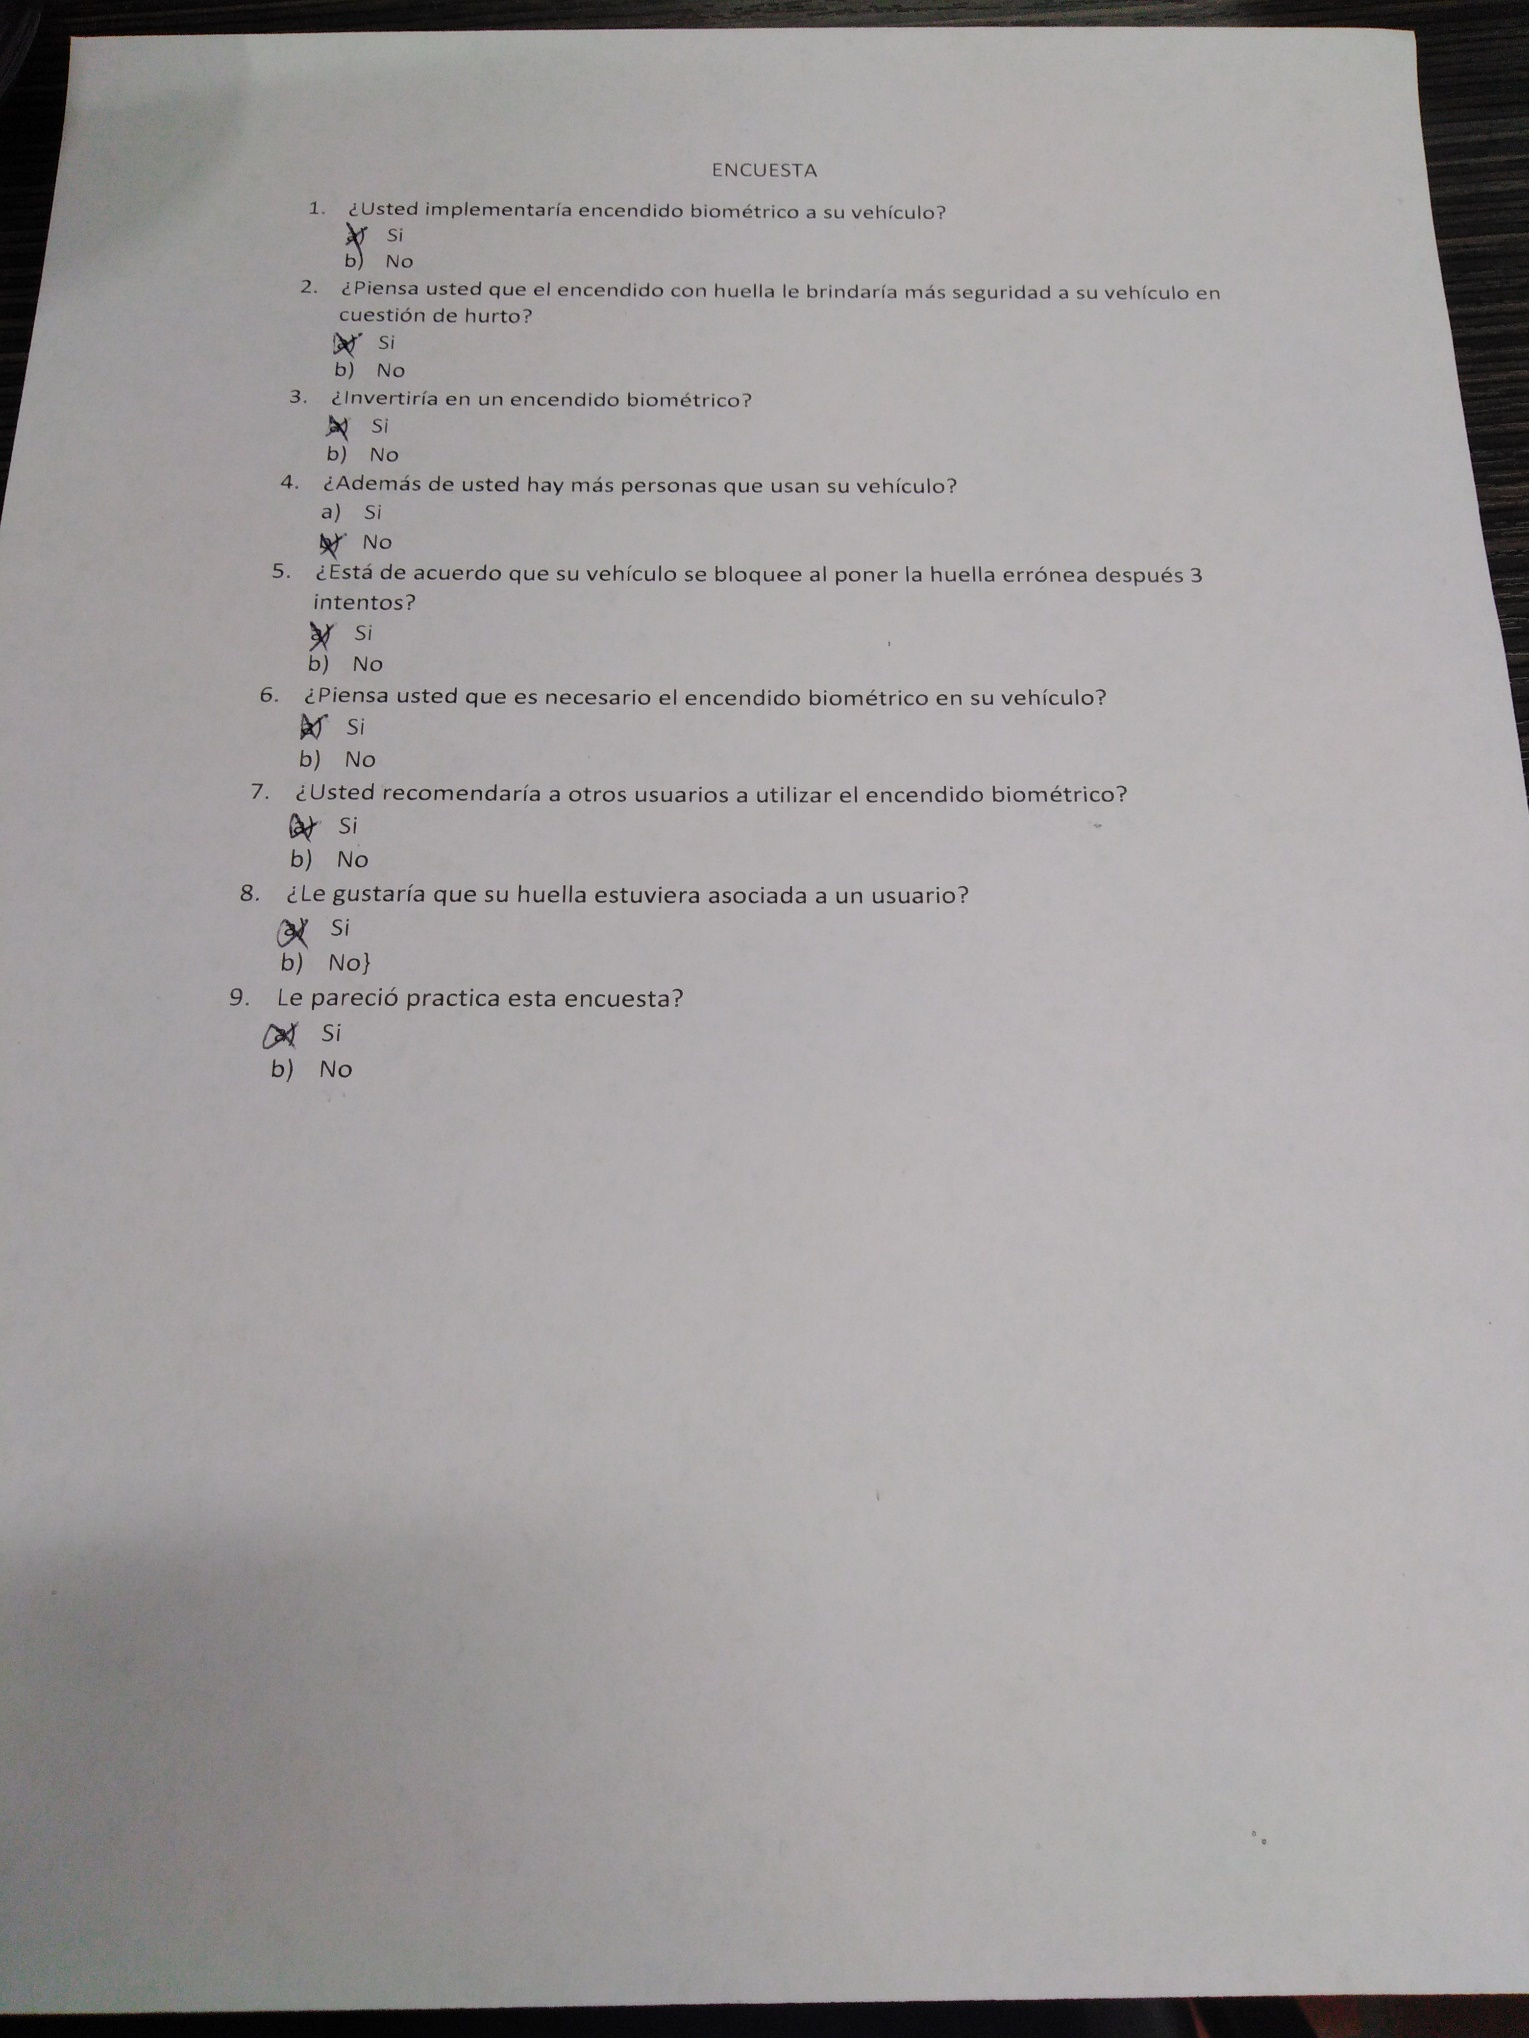 ENCUESTA
1. ¿Usted implementaría encendido biométrico a su vehículo?
a) Si
b) No
2. ¿Piensa usted que el encendido con huella le brindaría más seguridad a su vehículo en
cuestión de hurto?
a) Si
b) No
3. ¿Invertiría en un encendido biométrico?
a) Si
b) No
4. ¿Además de usted hay más personas que usan su vehículo?
a) Si
b) No
5. ¿Está de acuerdo que su vehículo se bloquee al poner la huella errónea después 3
intentos?
a) Si
b) No
6. ¿Piensa usted que es necesario el encendido biométrico en su vehículo?
a) Si
b) No
7. ¿Usted recomendaría a otros usuarios a utilizar el encendido biométrico?
a) Si
b) No
8. ¿Le gustaría que su huella estuviera asociada a un usuario?
a) Si
b) No}
9. Le pareció practica esta encuesta?
a) Si
b) No